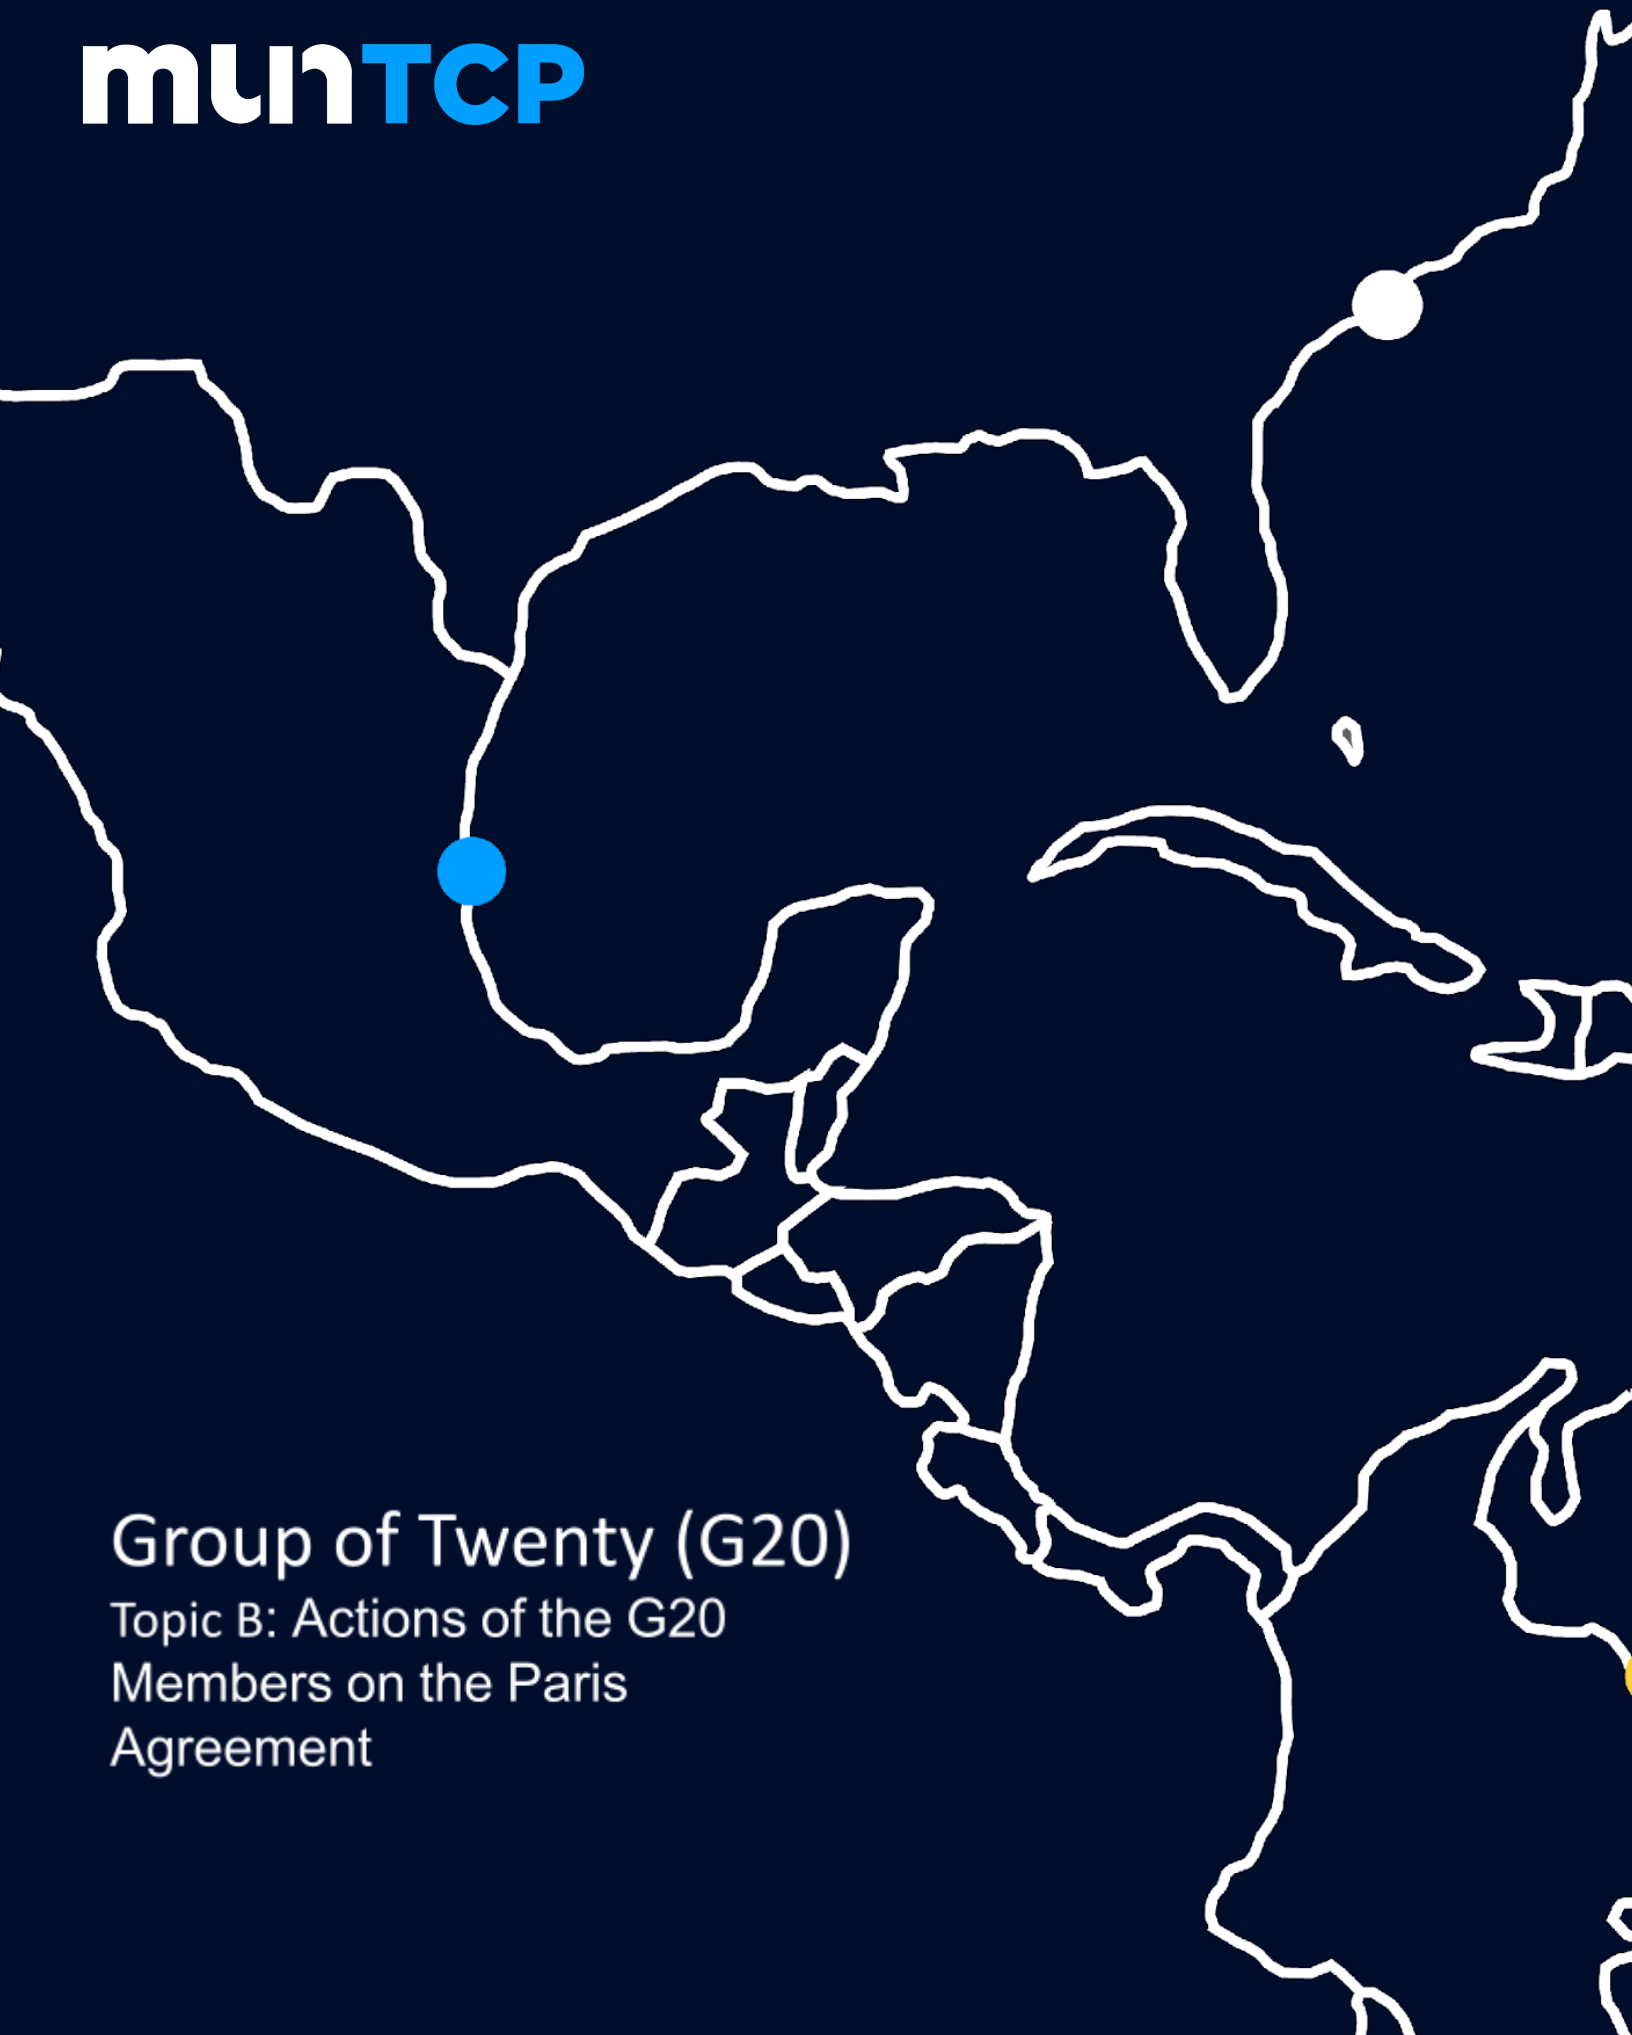 munTCP
Group of Twenty (G20)
Topic B: Actions of the G20
Members on the Paris
Agreement